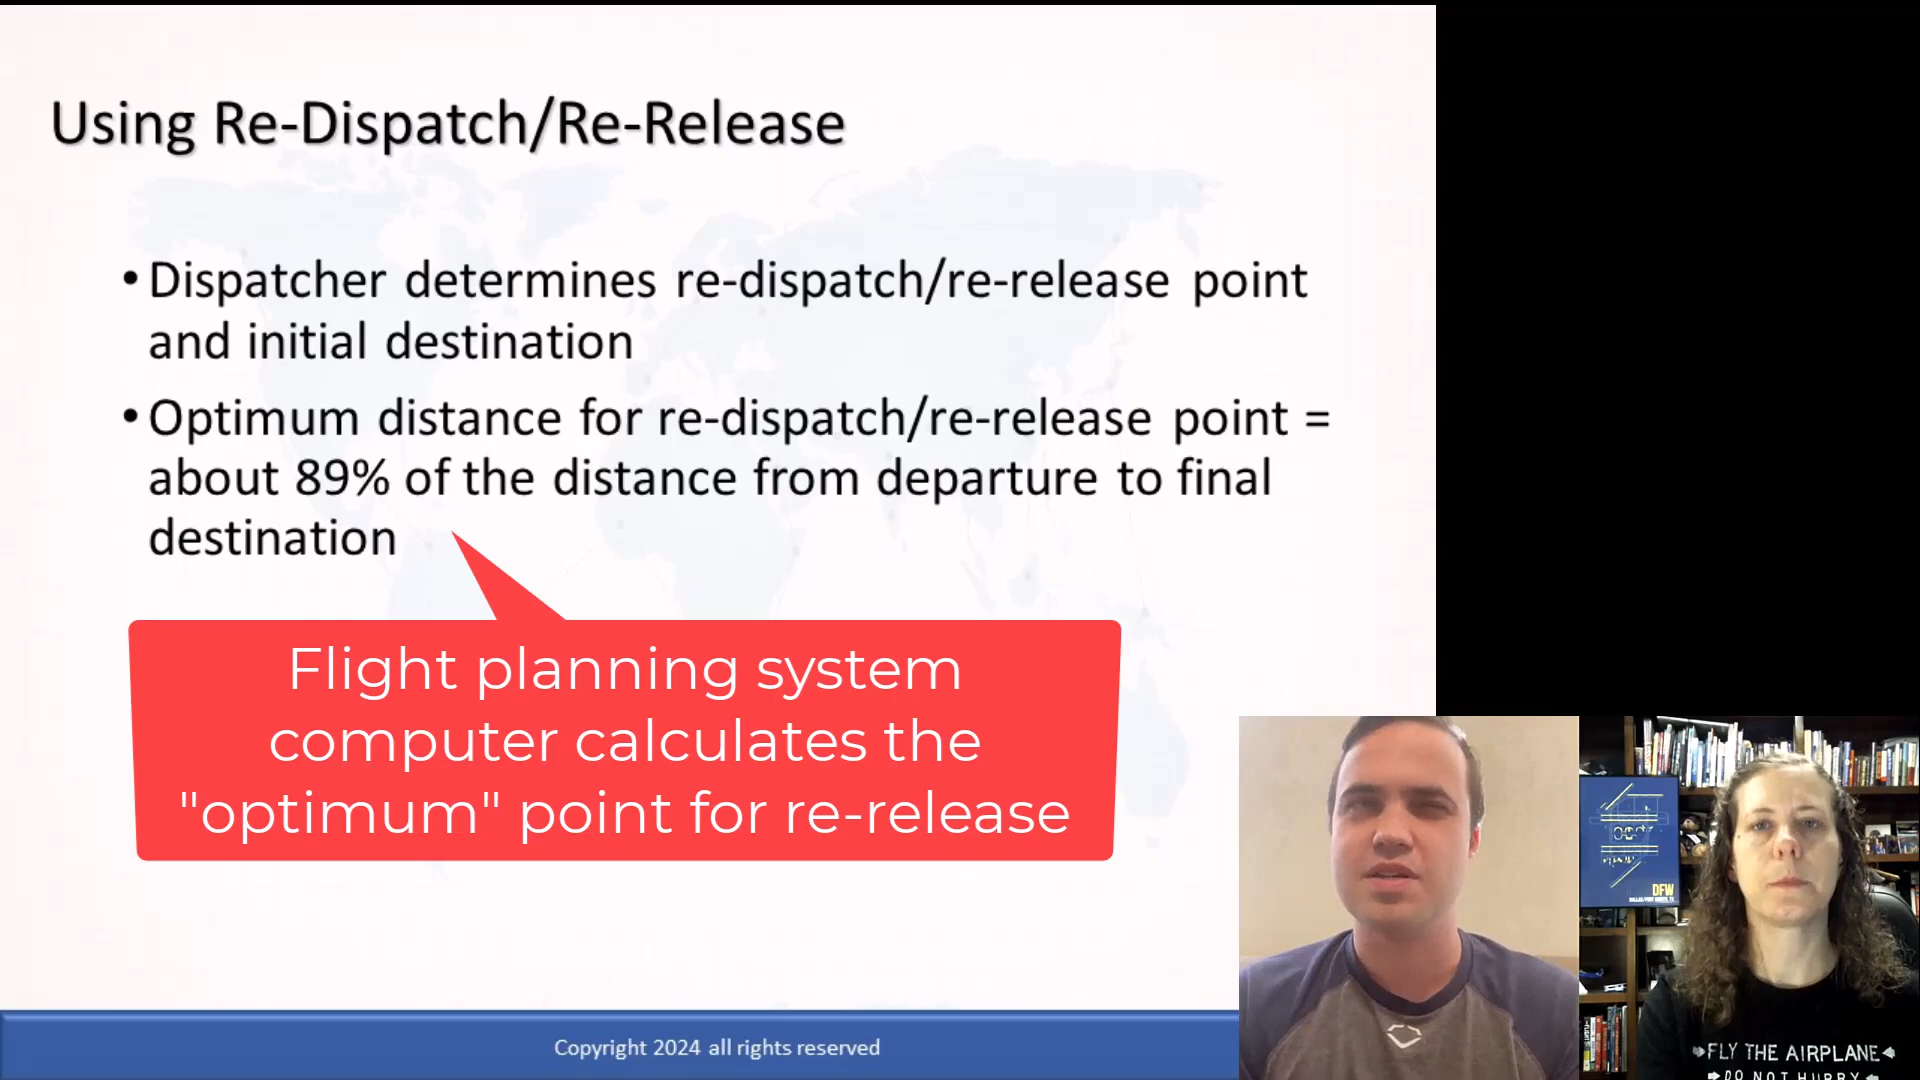 Using Re-Dispatch/Re-Release
•Dispatcher determines re-dispatch/re-release point
and initial destination
•Optimum distance for re-dispatch/re-release point =
about 89% of the distance from departure to final
destination
Flight planning system
computer calculates the
"optimum" point for re-release
Copyright 2024 all rights reserved
DFW
FLY THE AIRPLANE
DO NOT HURRY